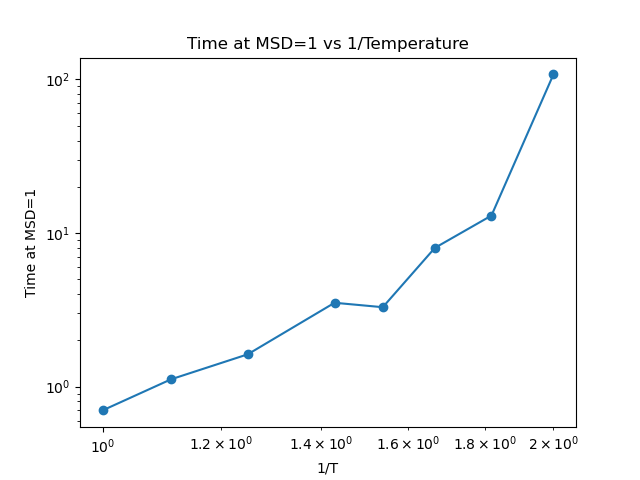 Time at MSD=1 vs 1/Temperature
10²
10¹
10⁰
Time at MSD=1
10⁰
1.2 × 10⁰
1.4 × 10⁰
1.6 × 10⁰
1.8 × 10⁰
2 × 10⁰
1/T